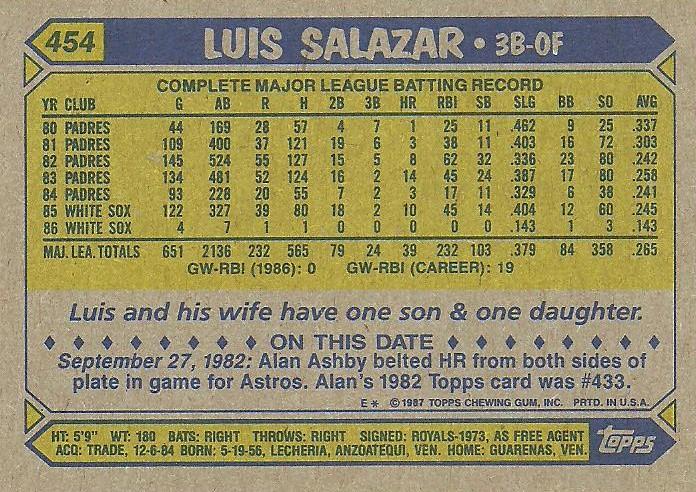 454 LUIS SALAZAR • 3B-OF
COMPLETE MAJOR LEAGUE BATTING RECORD
YR CLUB G AB R H 2B 3B HR RBI SB SLG BB SO AVG
80 PADRES 44 169 28 57 4 7 1 25 11 .462 9 25 .337
81 PADRES 109 400 37 121 19 6 3 38 11 .403 16 72 .303
82 PADRES 145 524 55 127 15 5 8 62 32 .336 23 80 .242
83 PADRES 134 481 52 124 16 2 14 45 24 .387 17 80 .258
84 PADRES 93 228 20 55 7 2 3 17 11 .329 6 38 .241
85 WHITE SOX 122 327 39 80 18 2 10 45 14 .404 12 60 .245
86 WHITE SOX 4 7 1 1 0 0 0 0 0 .143 1 3 .143
MAJ. LEA. TOTALS 651 2136 232 565 79 24 39 232 103 .379 84 358 .265
GW-RBI (1986): 0 GW-RBI (CAREER): 19
Luis and his wife have one son & one daughter.
ON THIS DATE
September 27, 1982: Alan Ashby belted HR from both sides of
plate in game for Astros. Alan's 1982 Topps card was #433.
E* © 1987 TOPPS CHEWING GUM, INC. PRTD. IN U.S.A.
HT: 5'9" WT: 180 BATS: RIGHT THROWS: RIGHT SIGNED: ROYALS-1973, AS FREE AGENT
ACQ: TRADE, 12-6-84 BORN: 5-19-56, LECHERIA, ANZOATEQUI, VEN. HOME: GUARENAS, VEN.
topps